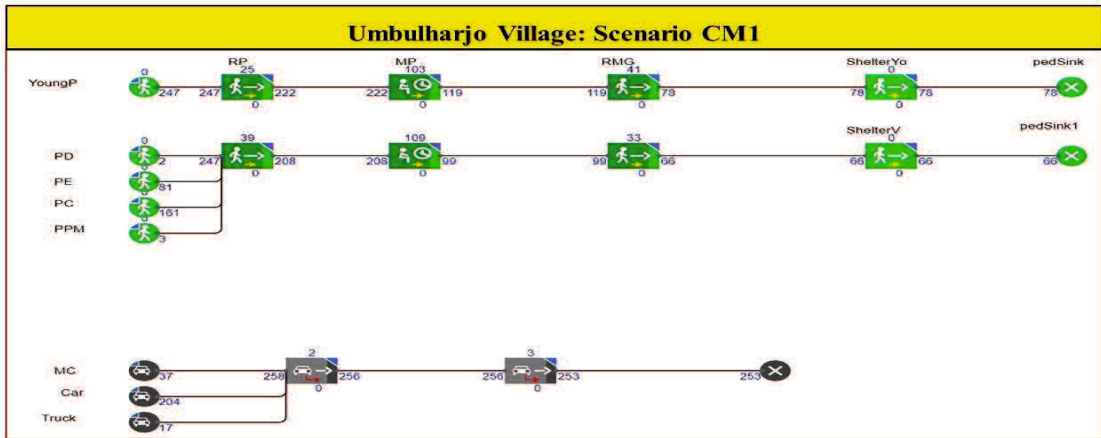 Umbulharjo Village: Scenario CM1
RP MP RMG ShelterYo pedSink
0 25 103 41 0
YoungP 247 247 222 222 119 119 78 78 78 78
0 0 0 0
ShelterV pedSink1
0 39 109 33 0
PD 2 247 208 208 99 99 66 66 66 66
0 0 0 0
PE 81
PC 161
PPM 3
2 3
MC 37 258 256 256 253 253
0 0
Car 204
Truck 17